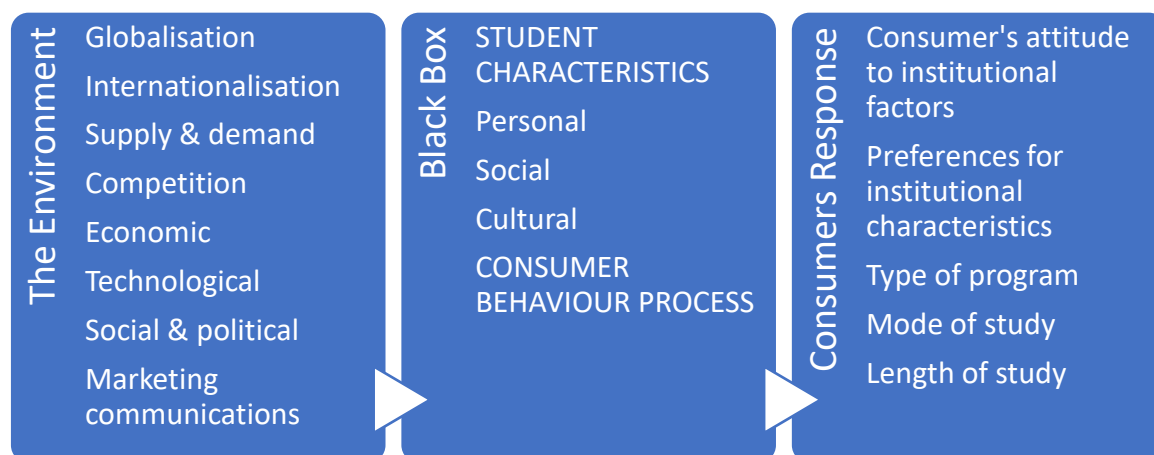 The Environment
Globalisation
Internationalisation
Supply & demand
Competition
Economic
Technological
Social & political
Marketing
communications
Black Box
STUDENT
CHARACTERISTICS
Personal
Social
Cultural
CONSUMER
BEHAVIOUR PROCESS
Consumers Response
Consumer's attitude
to institutional
factors
Preferences for
institutional
characteristics
Type of program
Mode of study
Length of study